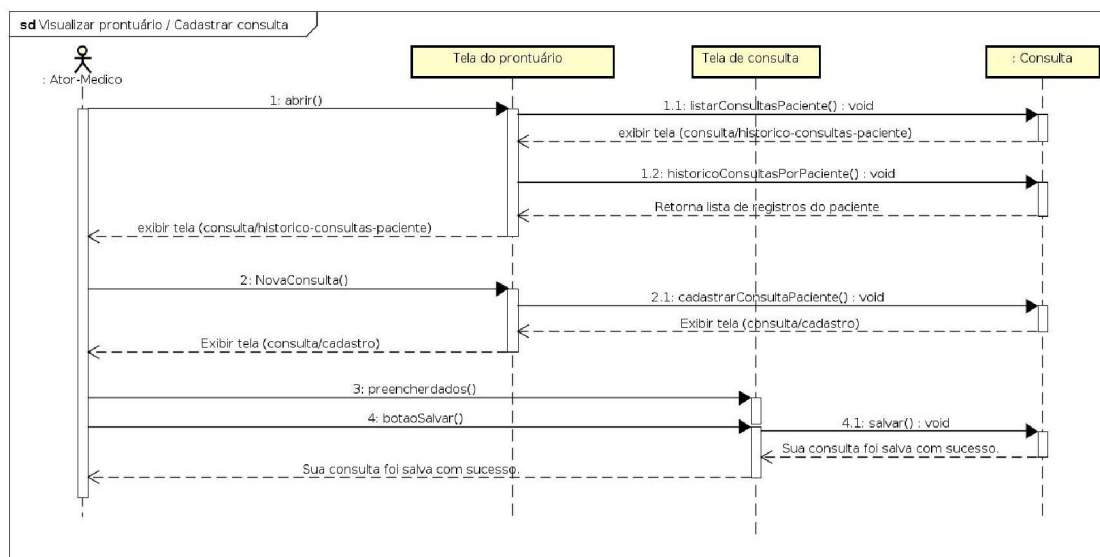 sd Visualizar prontuário / Cadastrar consulta
: Ator-Medico
Tela do prontuário
Tela de consulta
: Consulta
1: abrir()
1.1: listarConsultasPaciente() : void
exibir tela (consulta/historico-consultas-paciente)
1.2: historicoConsultasPorPaciente() : void
Retorna lista de registros do paciente
exibir tela (consulta/historico-consultas-paciente)
2: NovaConsulta()
2.1: cadastrarConsultaPaciente() : void
Exibir tela (consulta/cadastro)
Exibir tela (consulta/cadastro)
3: preencherdados()
4: botaoSalvar()
4.1: salvar() : void
Sua consulta foi salva com sucesso.
Sua consulta foi salva com sucesso.